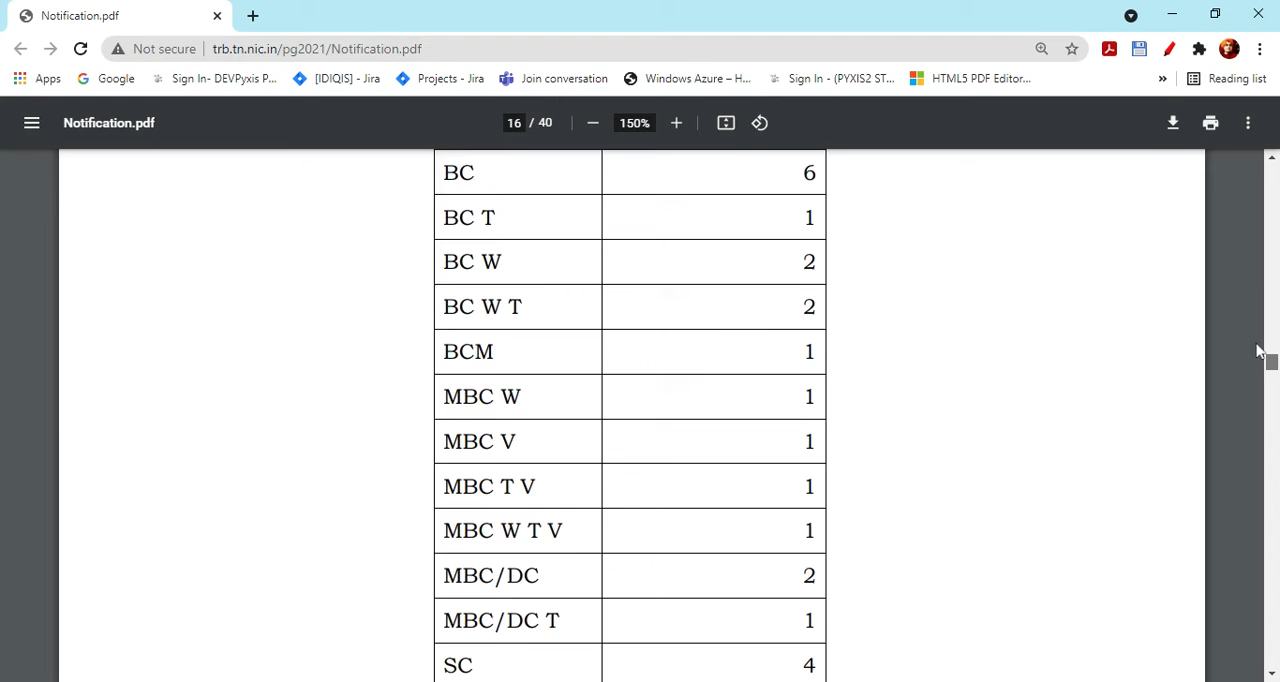 Notification.pdf
Not secure trb.tn.nic.in/pg2021/Notification.pdf
Apps Google Sign In- DEVPyxis P... [IDIQIS] - Jira Projects - Jira Join conversation Windows Azure – H... Sign In - (PYXIS2 ST... HTML5 PDF Editor... » Reading list
Notification.pdf 16 / 40 150%
BC 6
BC T 1
BC W 2
BC W T 2
BCM 1
MBC W 1
MBC V 1
MBC T V 1
MBC W T V 1
MBC/DC 2
MBC/DC T 1
SC 4